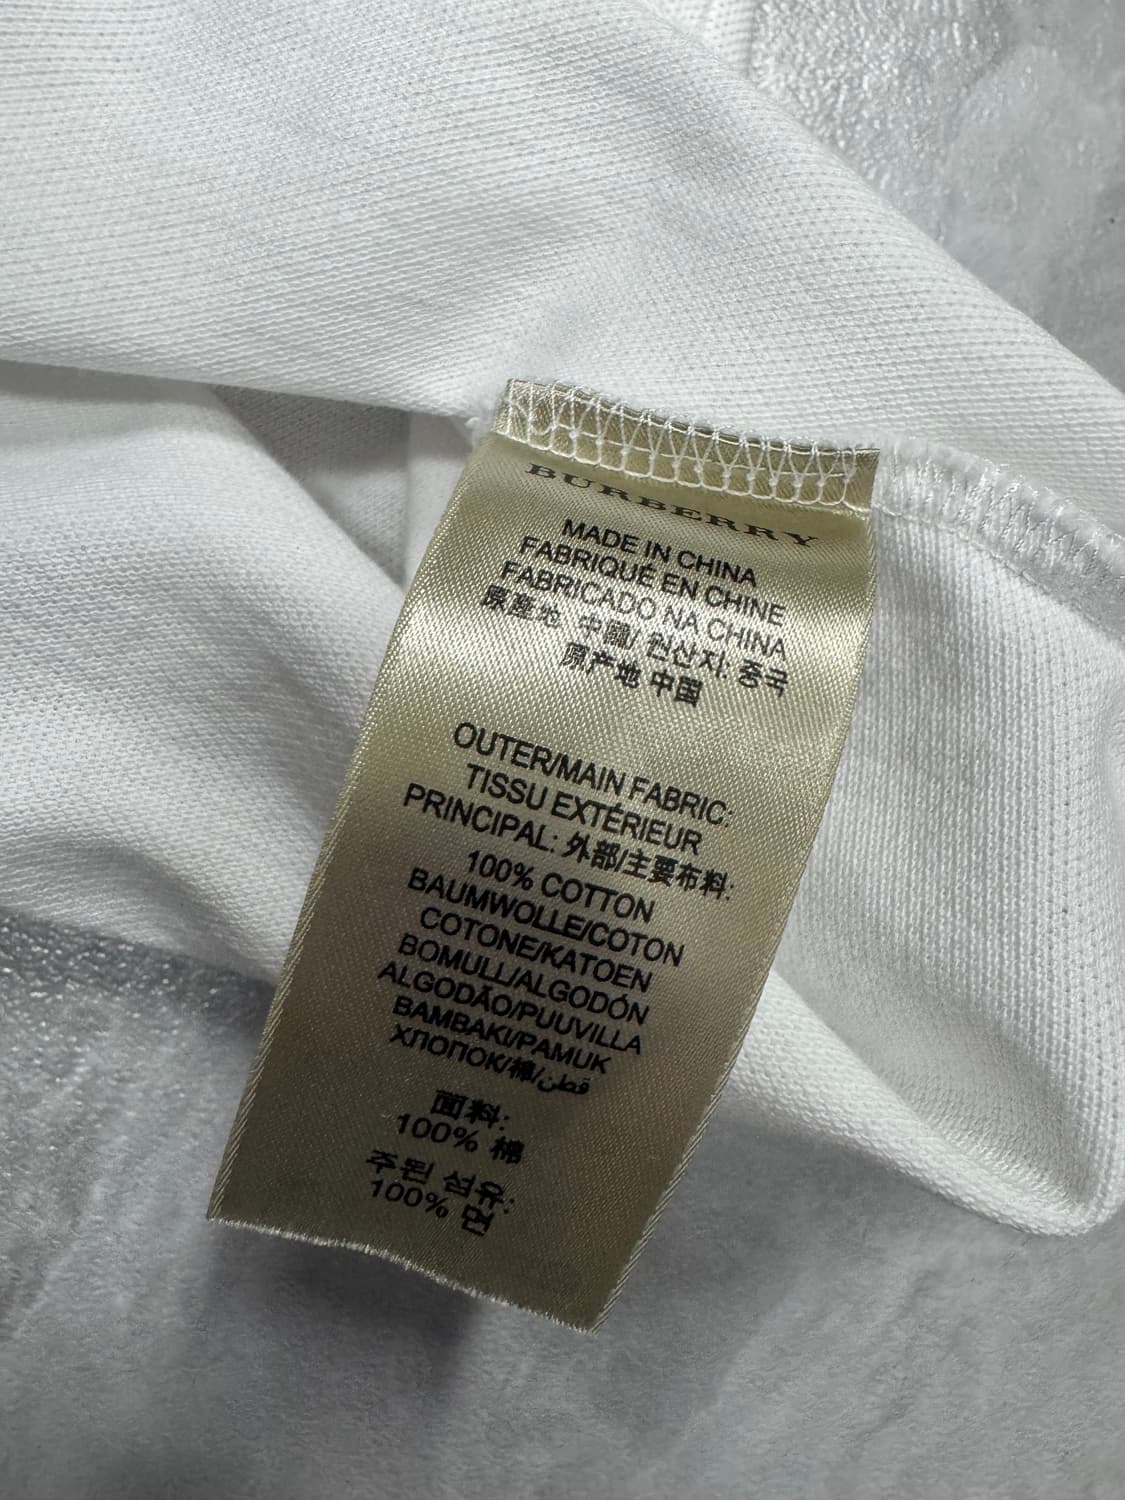 BURBERRY
MADE IN CHINA
FABRIQUÉ EN CHINE
FABRICADO NA CHINA
原産地: 中國/ 원산지: 중국
原产地 中国
OUTER/MAIN FABRIC:
TISSU EXTÉRIEUR
PRINCIPAL: 外部/主要布料:
100% COTTON
BAUMWOLLE/COTON
COTONE/KATOEN
BOMULL/ALGODÓN
ALGODÃO/PUUVILLA
BAMBAKI/PAMUK
ХЛОПОК/棉/قطن
面料:
100% 棉
주된 섬유:
100% 면